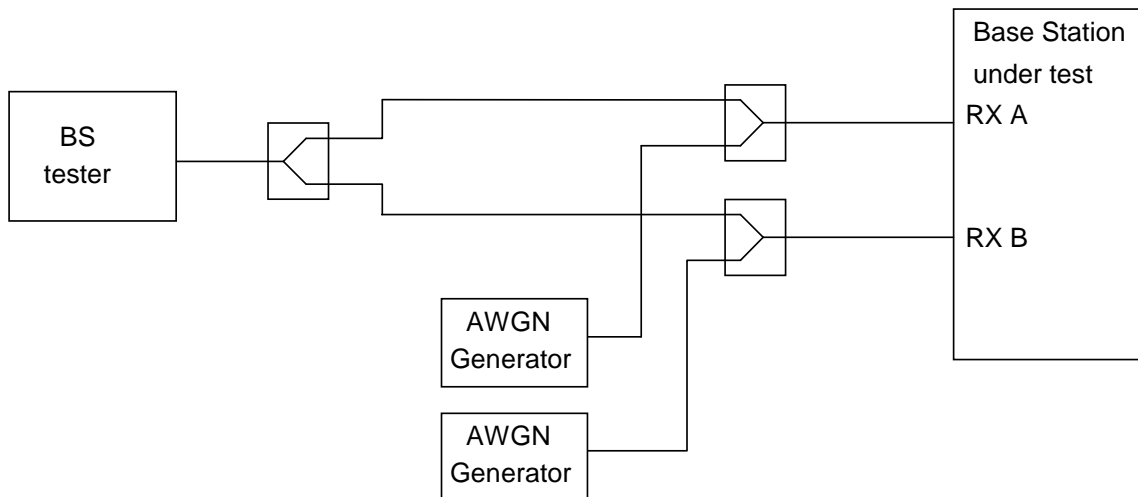 BS
tester
Base Station
under test
RX A
RX B
AWGN
Generator
AWGN
Generator